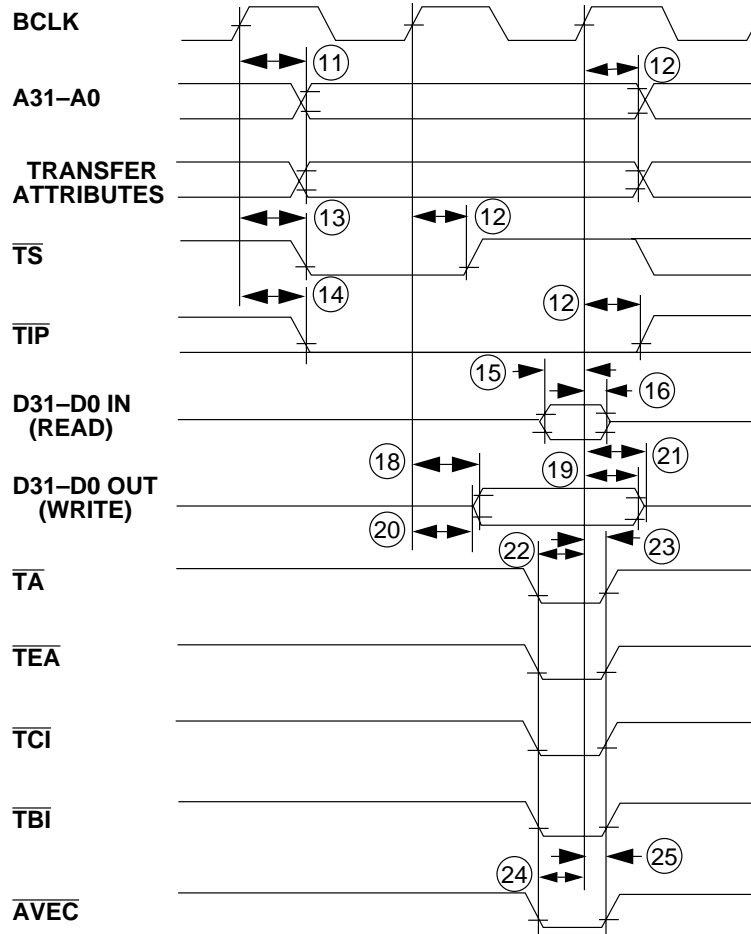 BCLK
11
12
A31–A0
TRANSFER
ATTRIBUTES
13
12
TS
14
12
TIP
15
16
D31–D0 IN
(READ)
18
19
21
D31–D0 OUT
(WRITE)
20
22
23
TA
TEA
TCI
TBI
24
25
AVEC